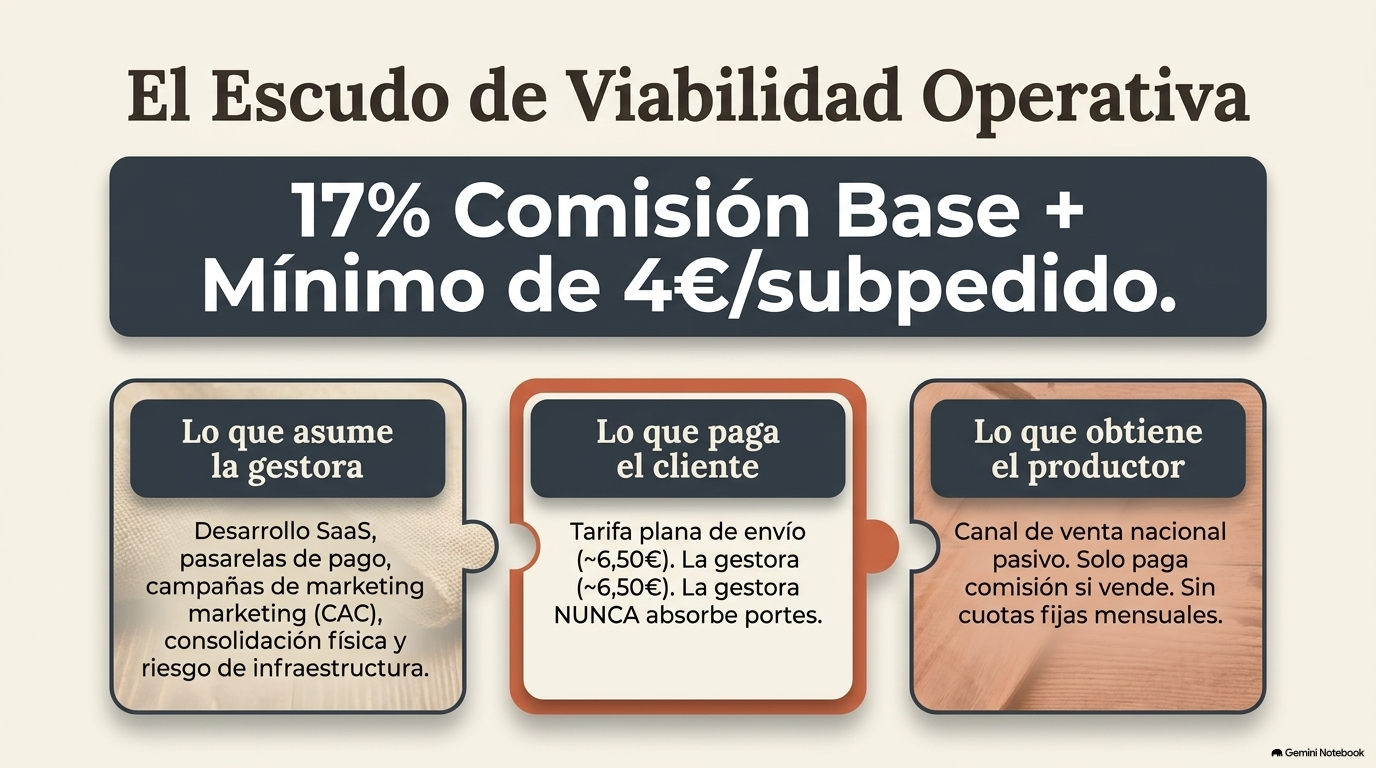 El Escudo de Viabilidad Operativa
17% Comisión Base +
Mínimo de 4€/subpedido.
Lo que asume
la gestora
Desarrollo SaaS,
pasarelas de pago,
campañas de marketing
marketing (CAC),
consolidación física y
riesgo de infraestructura.
Lo que paga
el cliente
Tarifa plana de envío
(~6,50€). La gestora
(~6,50€). La gestora
NUNCA absorbe portes.
Lo que obtiene
el productor
Canal de venta nacional
pasivo. Solo paga
comisión si vende. Sin
cuotas fijas mensuales.
Gemini Notebook